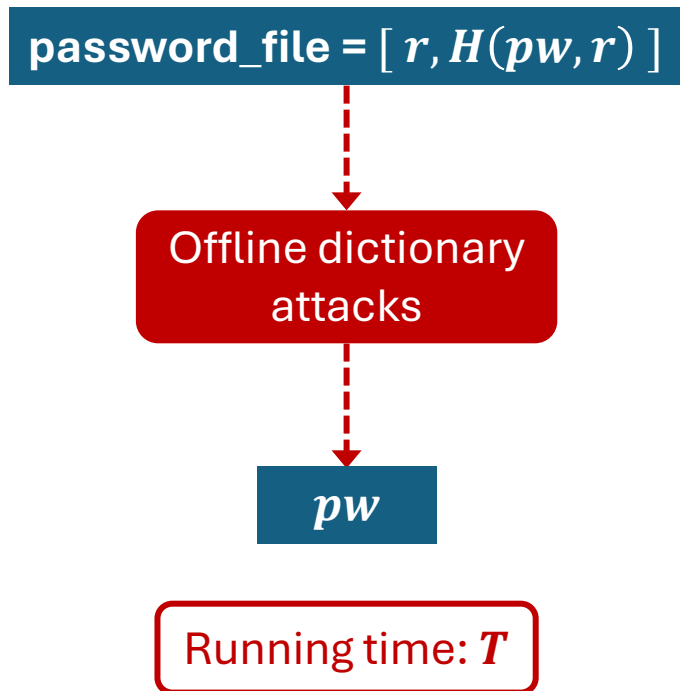 password_file = [ r, H(pw, r) ]
Offline dictionary
attacks
pw
Running time: T